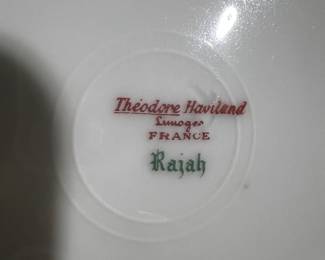 Théodore Haviland
Limoges
FRANCE
Rajah